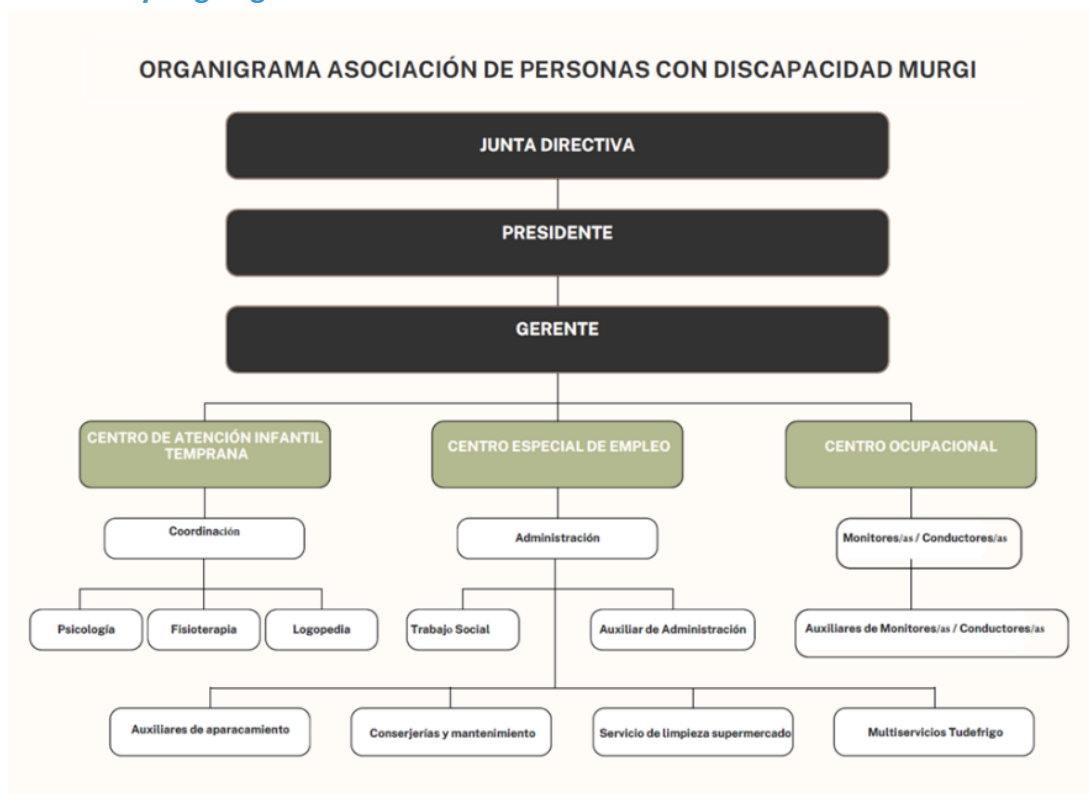 ORGANIGRAMA ASOCIACIÓN DE PERSONAS CON DISCAPACIDAD MURGI
JUNTA DIRECTIVA
PRESIDENTE
GERENTE
CENTRO DE ATENCIÓN INFANTIL
TEMPRANA
CENTRO ESPECIAL DE EMPLEO
CENTRO OCUPACIONAL
Coordinación
Administración
Monitores/as / Conductores/as
Psicología
Fisioterapia
Logopedia
Trabajo Social
Auxiliar de Administración
Auxiliares de Monitores/as / Conductores/as
Auxiliares de aparacamiento
Conserjerías y mantenimiento
Servicio de limpieza supermercado
Multiservicios Tudefrigo